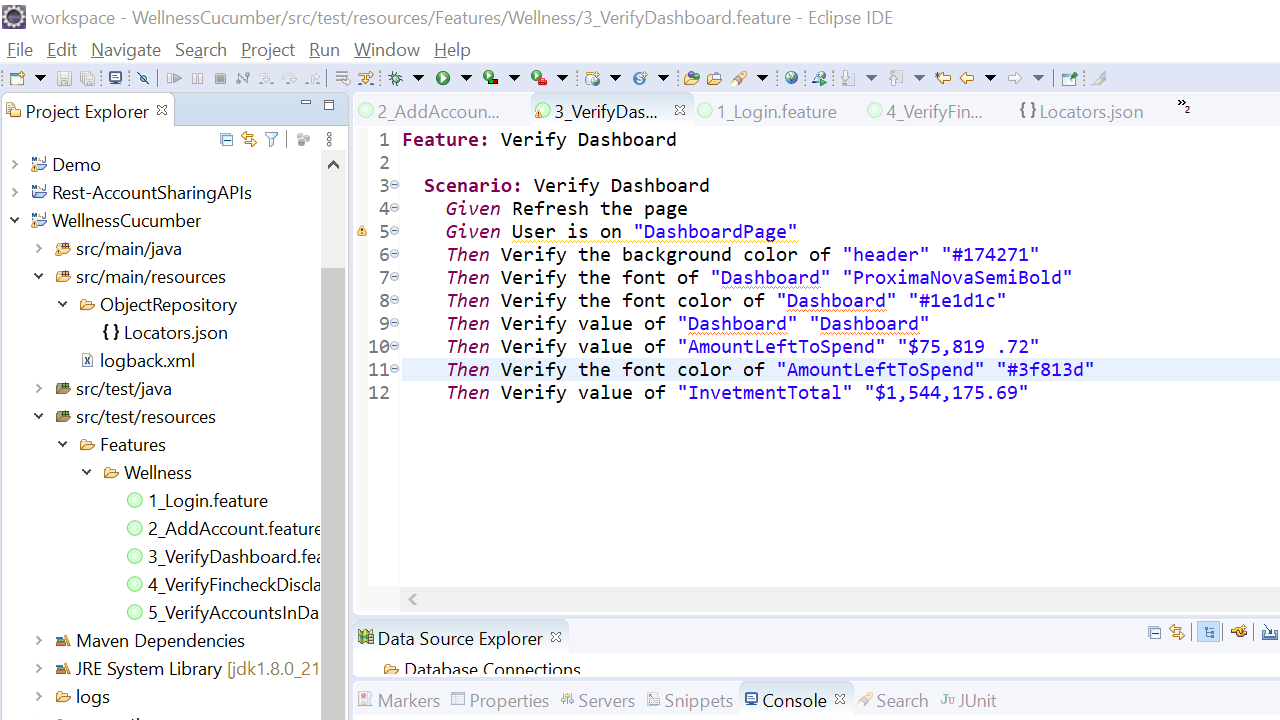 workspace - WellnessCucumber/src/test/resources/Features/Wellness/3_VerifyDashboard.feature - Eclipse IDE
File Edit Navigate Search Project Run Window Help
Project Explorer
Demo
Rest-AccountSharingAPIs
WellnessCucumber
src/main/java
src/main/resources
ObjectRepository
{} Locators.json
logback.xml
src/test/java
src/test/resources
Features
Wellness
1_Login.feature
2_AddAccount.feature
3_VerifyDashboard.fea
4_VerifyFincheckDiscla
5_VerifyAccountsInDa
Maven Dependencies
JRE System Library [jdk1.8.0_21
logs
2_AddAccoun... 3_VerifyDas... 1_Login.feature 4_VerifyFin... {} Locators.json »2
1 Feature: Verify Dashboard
2
3 Scenario: Verify Dashboard
4 Given Refresh the page
5 Given User is on "DashboardPage"
6 Then Verify the background color of "header" "#174271"
7 Then Verify the font of "Dashboard" "ProximaNovaSemiBold"
8 Then Verify the font color of "Dashboard" "#1e1d1c"
9 Then Verify value of "Dashboard" "Dashboard"
10 Then Verify value of "AmountLeftToSpend" "$75,819 .72"
11 Then Verify the font color of "AmountLeftToSpend" "#3f813d"
12 Then Verify value of "InvetmentTotal" "$1,544,175.69"
Data Source Explorer
Database Connections
Markers Properties Servers Snippets Console Search JUnit